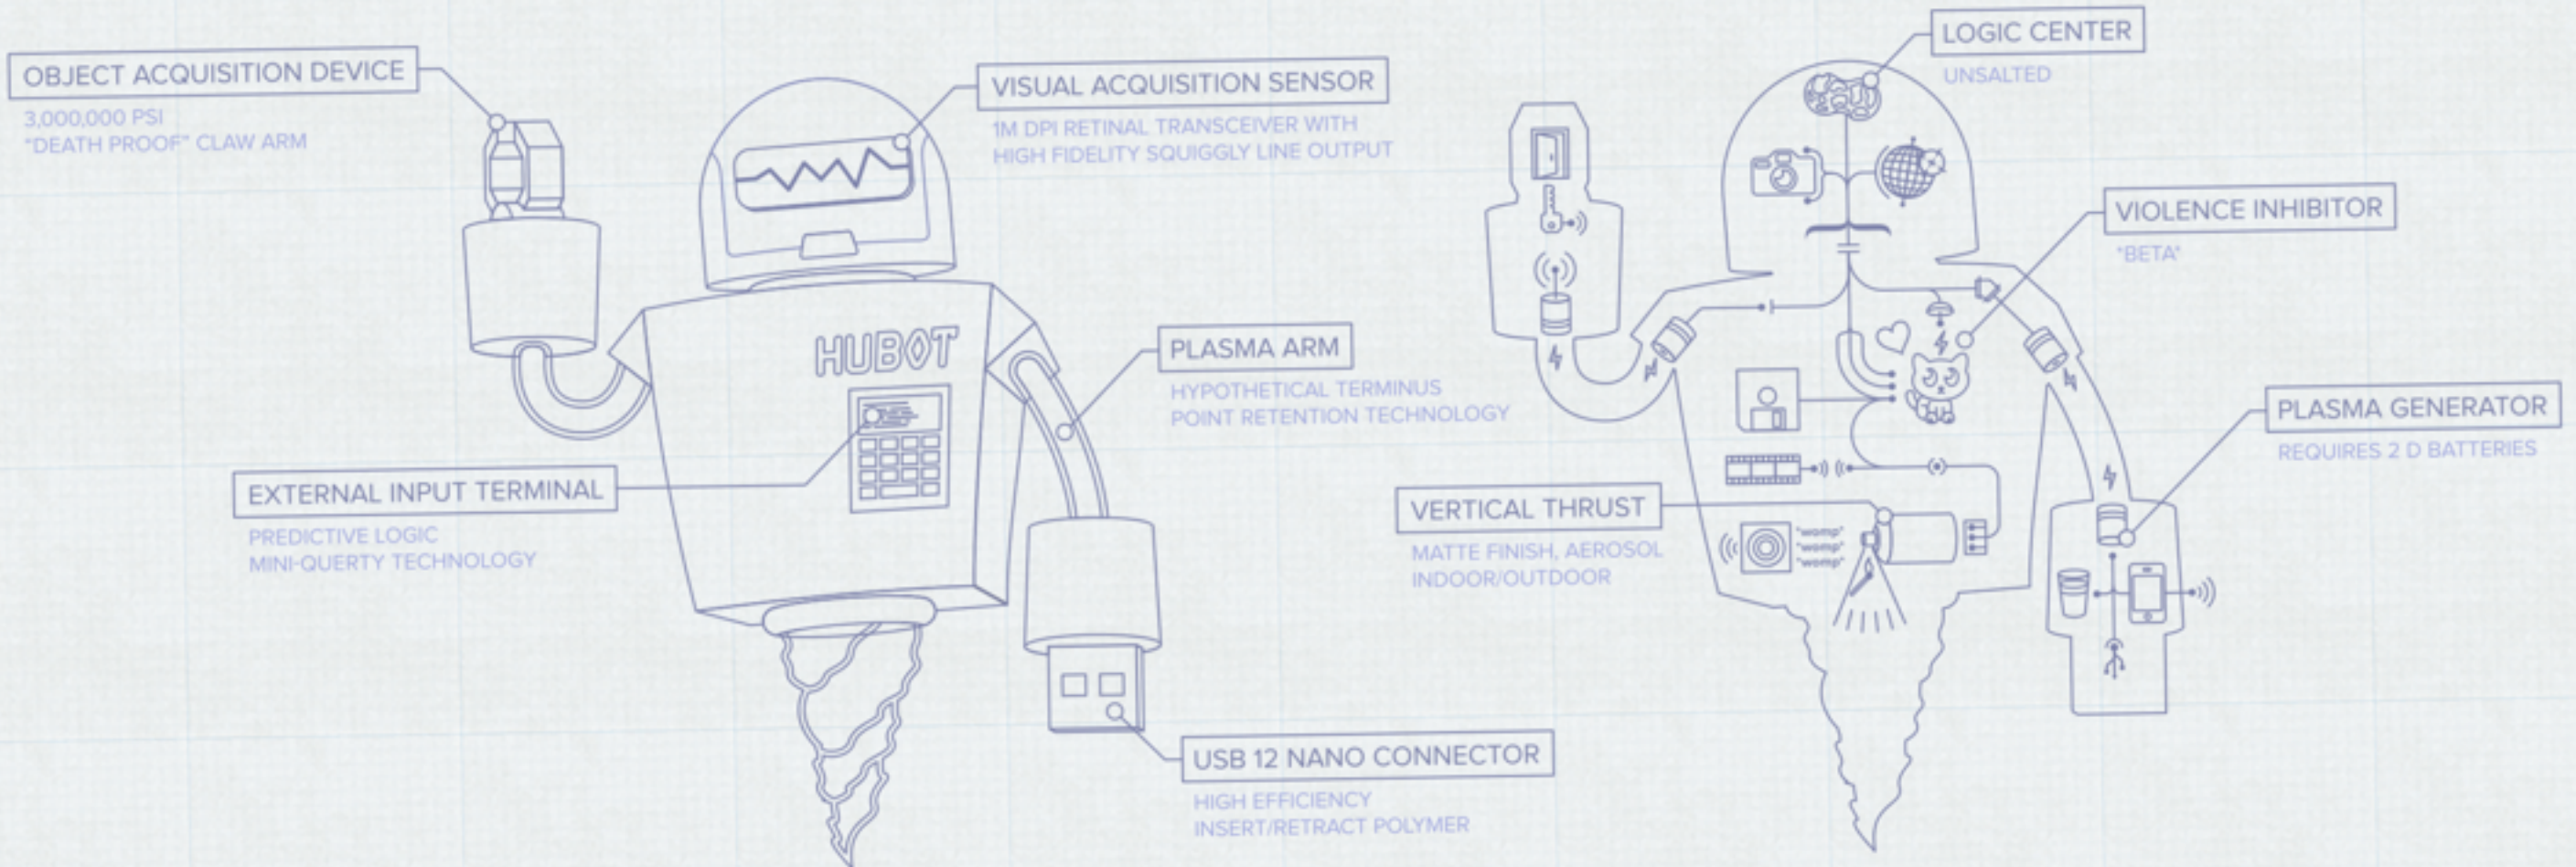 OBJECT ACQUISITION DEVICE
3,000,000 PSI
"DEATH PROOF" CLAW ARM
VISUAL ACQUISITION SENSOR
1M DPI RETINAL TRANSCEIVER WITH
HIGH FIDELITY SQUIGGLY LINE OUTPUT
HUBOT
PLASMA ARM
HYPOTHETICAL TERMINUS
POINT RETENTION TECHNOLOGY
EXTERNAL INPUT TERMINAL
PREDICTIVE LOGIC
MINI-QUERTY TECHNOLOGY
USB 12 NANO CONNECTOR
HIGH EFFICIENCY
INSERT/RETRACT POLYMER
LOGIC CENTER
UNSALTED
VIOLENCE INHIBITOR
*BETA*
PLASMA GENERATOR
REQUIRES 2 D BATTERIES
VERTICAL THRUST
MATTE FINISH, AEROSOL
INDOOR/OUTDOOR
"womp"
"womp"
"womp"